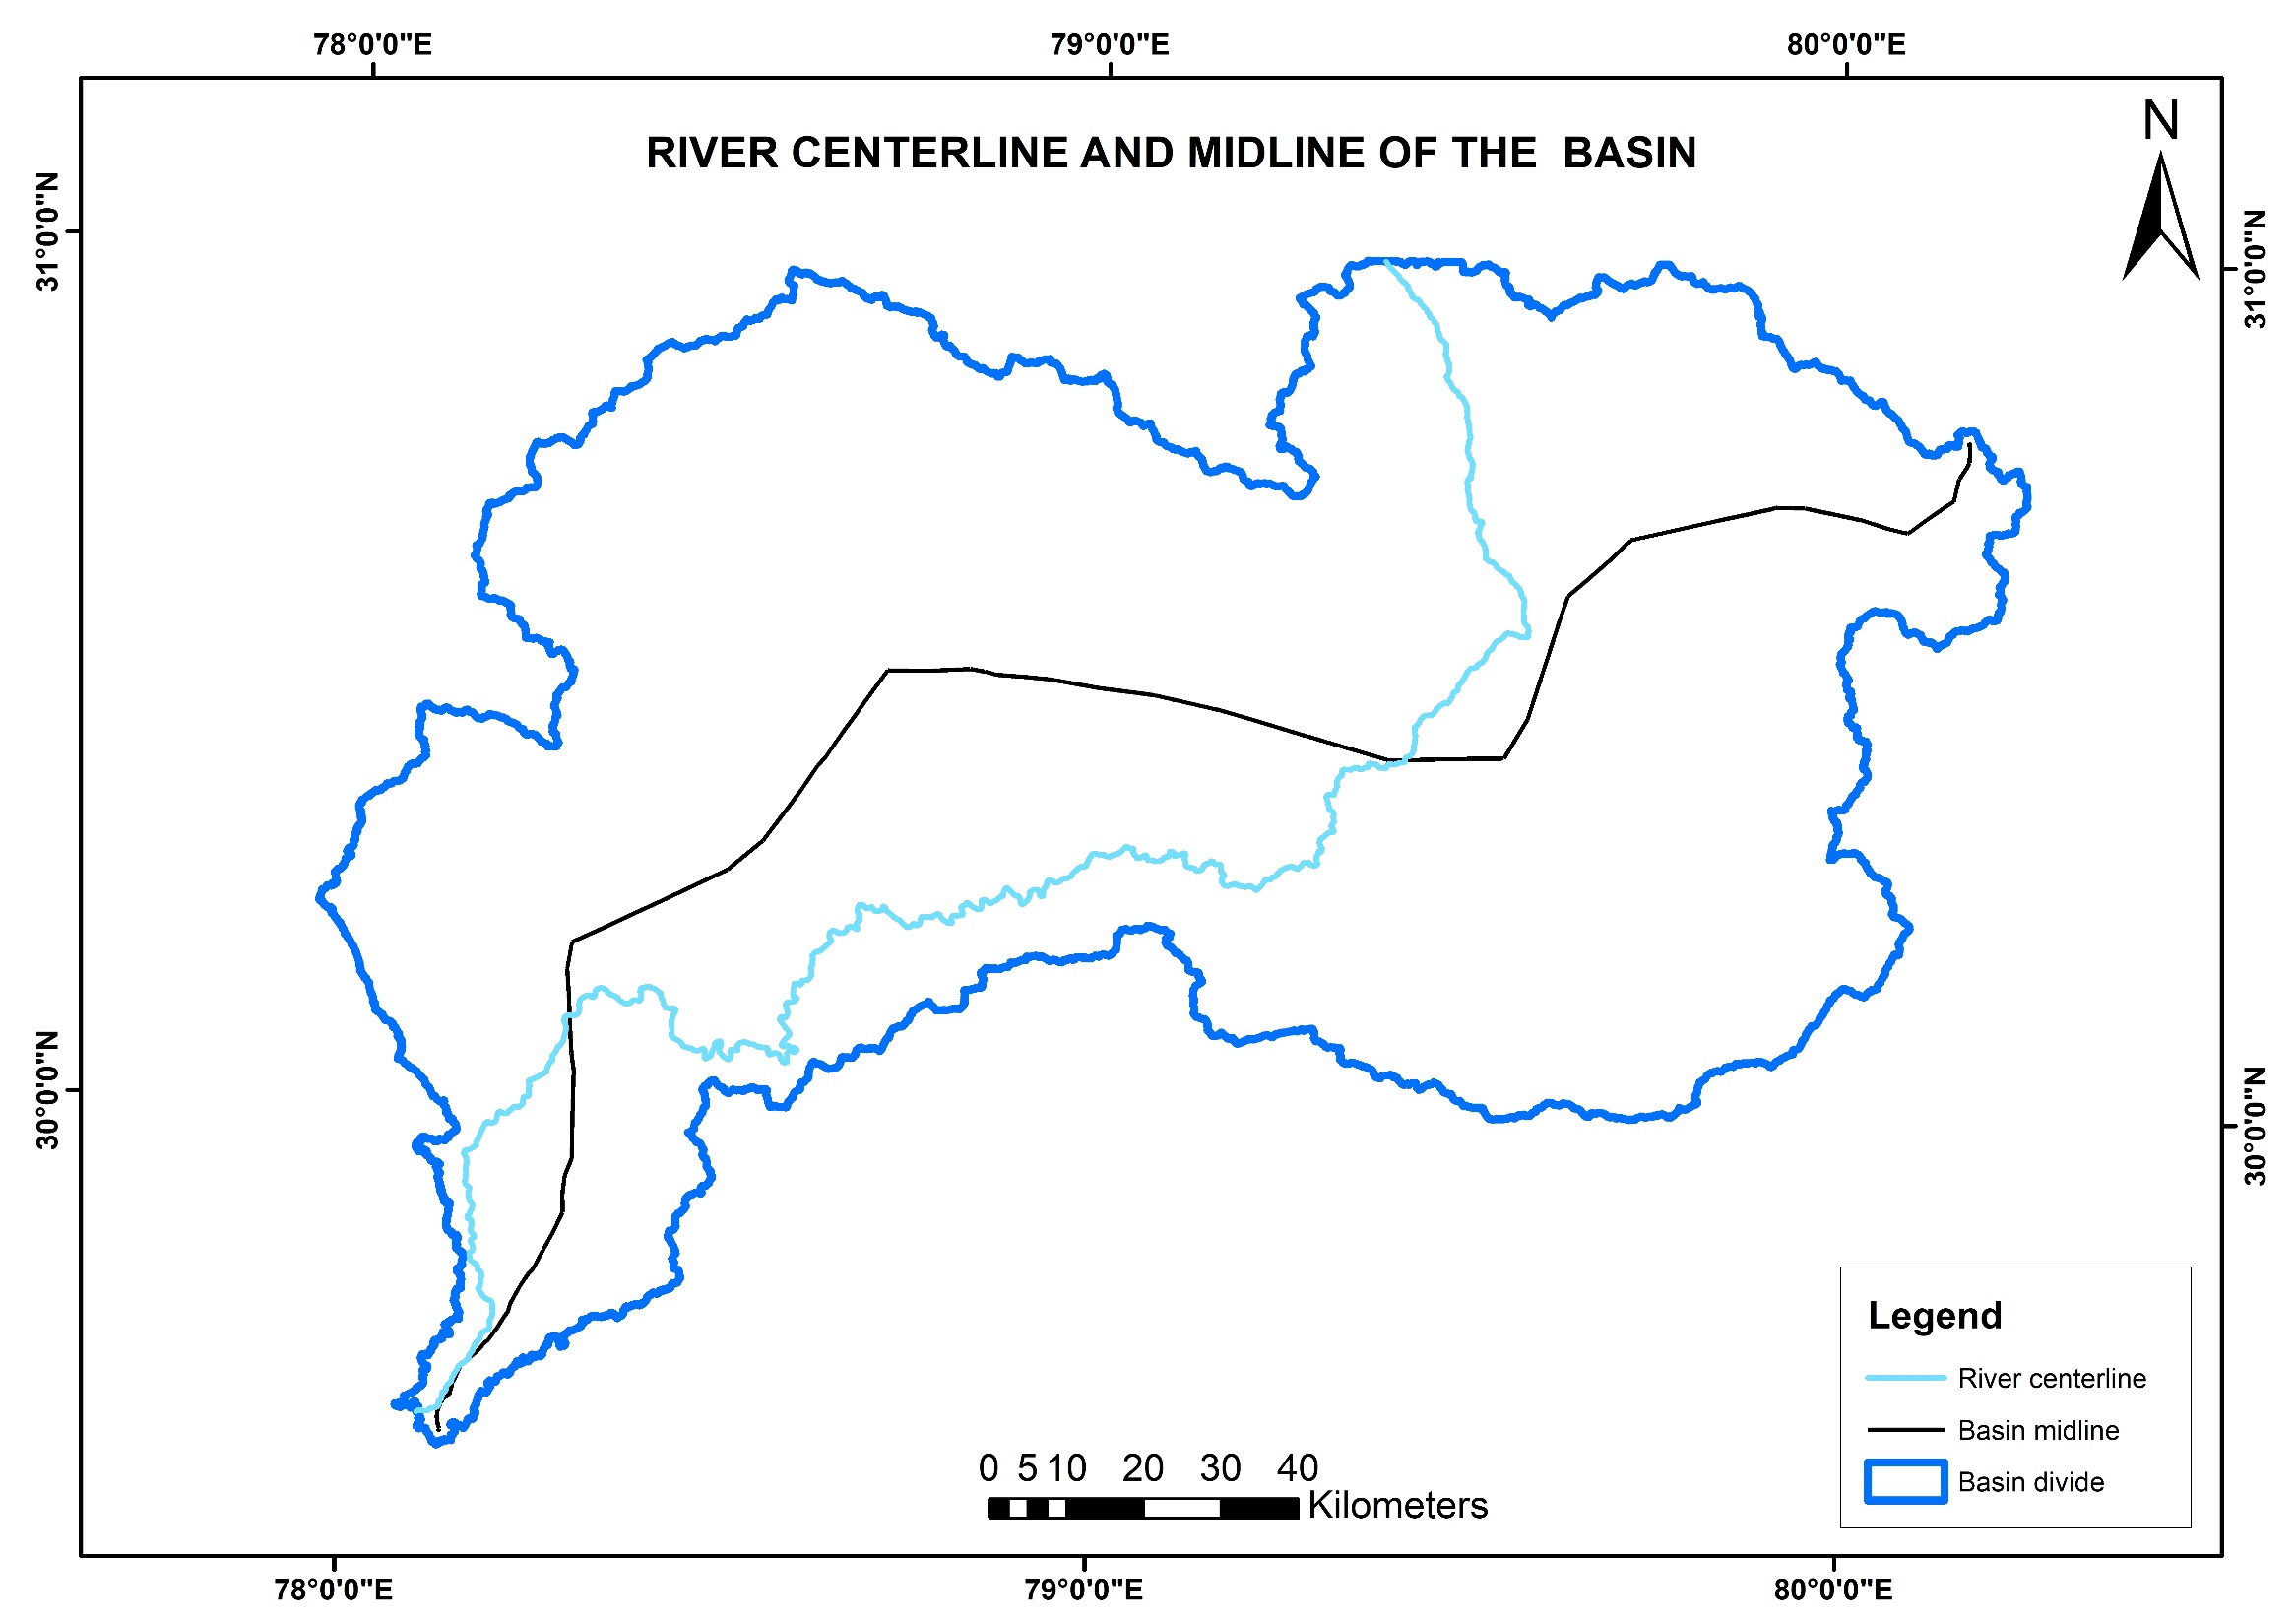 78°0'0"E 79°0'0"E 80°0'0"E
N
RIVER CENTERLINE AND MIDLINE OF THE BASIN
31°0'0"N
31°0'0"N
30°0'0"N
30°0'0"N
Legend
River centerline
Basin midline
Basin divide
0 5 10 20 30 40
Kilometers
78°0'0"E 79°0'0"E 80°0'0"E